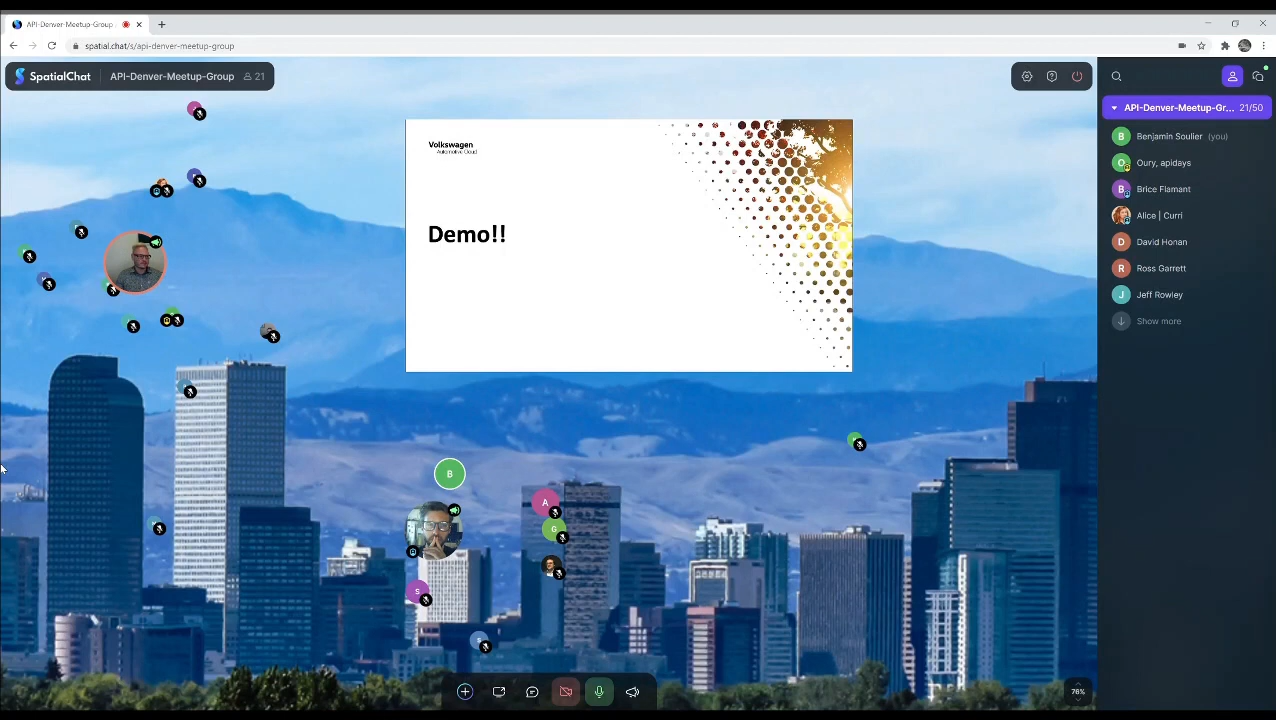 API-Denver-Meetup-Group
spatial.chat/s/api-denver-meetup-group
SpatialChat
API-Denver-Meetup-Group
21
Volkswagen
Automotive Cloud
Demo!!
B
A
G
S
S
76%
API-Denver-Meetup-Gr...
21/50
B
Benjamin Soulier (you)
O
Oury, apidays
B
Brice Flamant
Alice | Curri
D
David Honan
R
Ross Garrett
J
Jeff Rowley
Show more